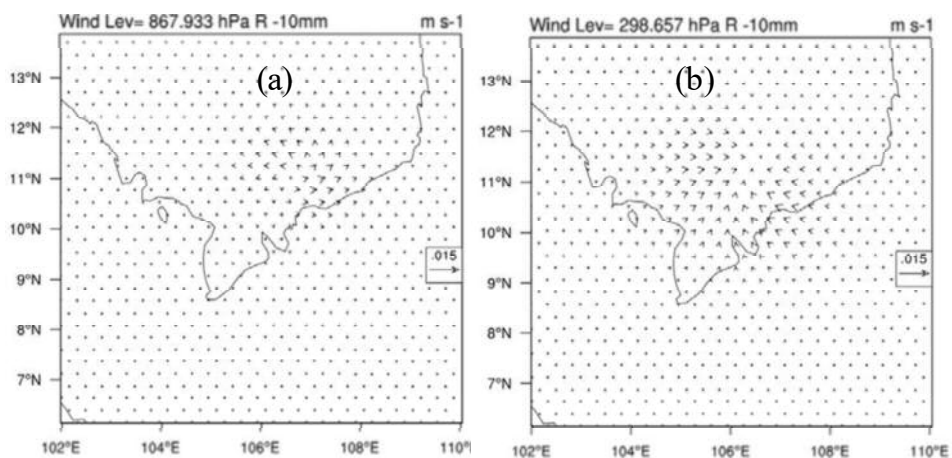 Wind Lev= 867.933 hPa R -10mm m s-1
(a)
13°N
12°N
11°N
10°N
9°N
8°N
7°N
.015
102°E 104°E 106°E 108°E 110°E
Wind Lev= 298.657 hPa R -10mm m s-1
(b)
13°N
12°N
11°N
10°N
9°N
8°N
7°N
.015
102°E 104°E 106°E 108°E 110°E